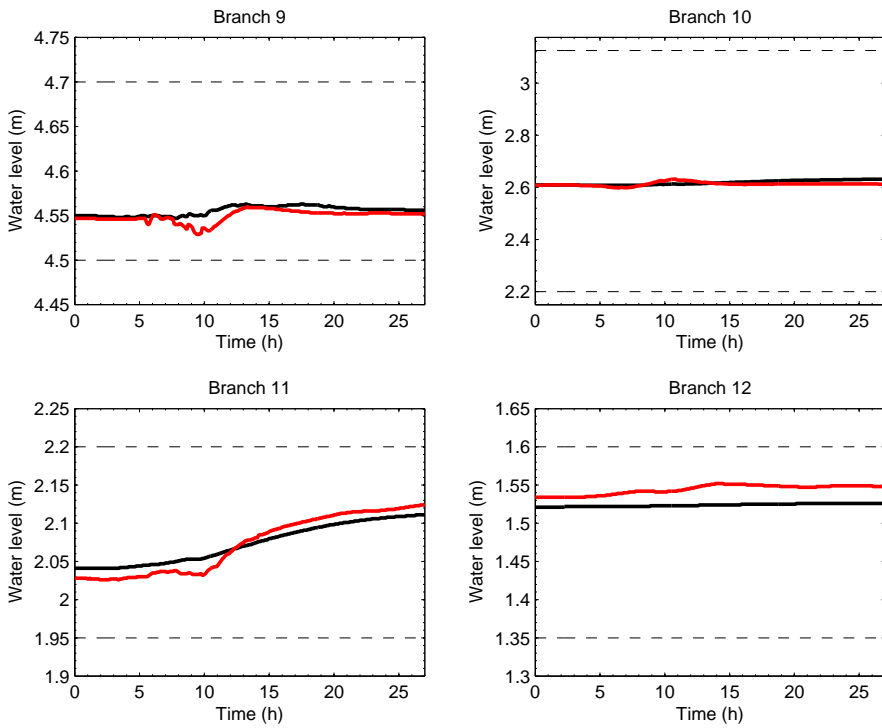 Branch 9
4.75
4.7
4.65
4.6
4.55
4.5
4.45
Water level (m)
0 5 10 15 20 25
Time (h)
Branch 10
3
2.8
2.6
2.4
2.2
Water level (m)
0 5 10 15 20 25
Time (h)
Branch 11
2.25
2.2
2.15
2.1
2.05
2
1.95
1.9
Water level (m)
0 5 10 15 20 25
Time (h)
Branch 12
1.65
1.6
1.55
1.5
1.45
1.4
1.35
1.3
Water level (m)
0 5 10 15 20 25
Time (h)